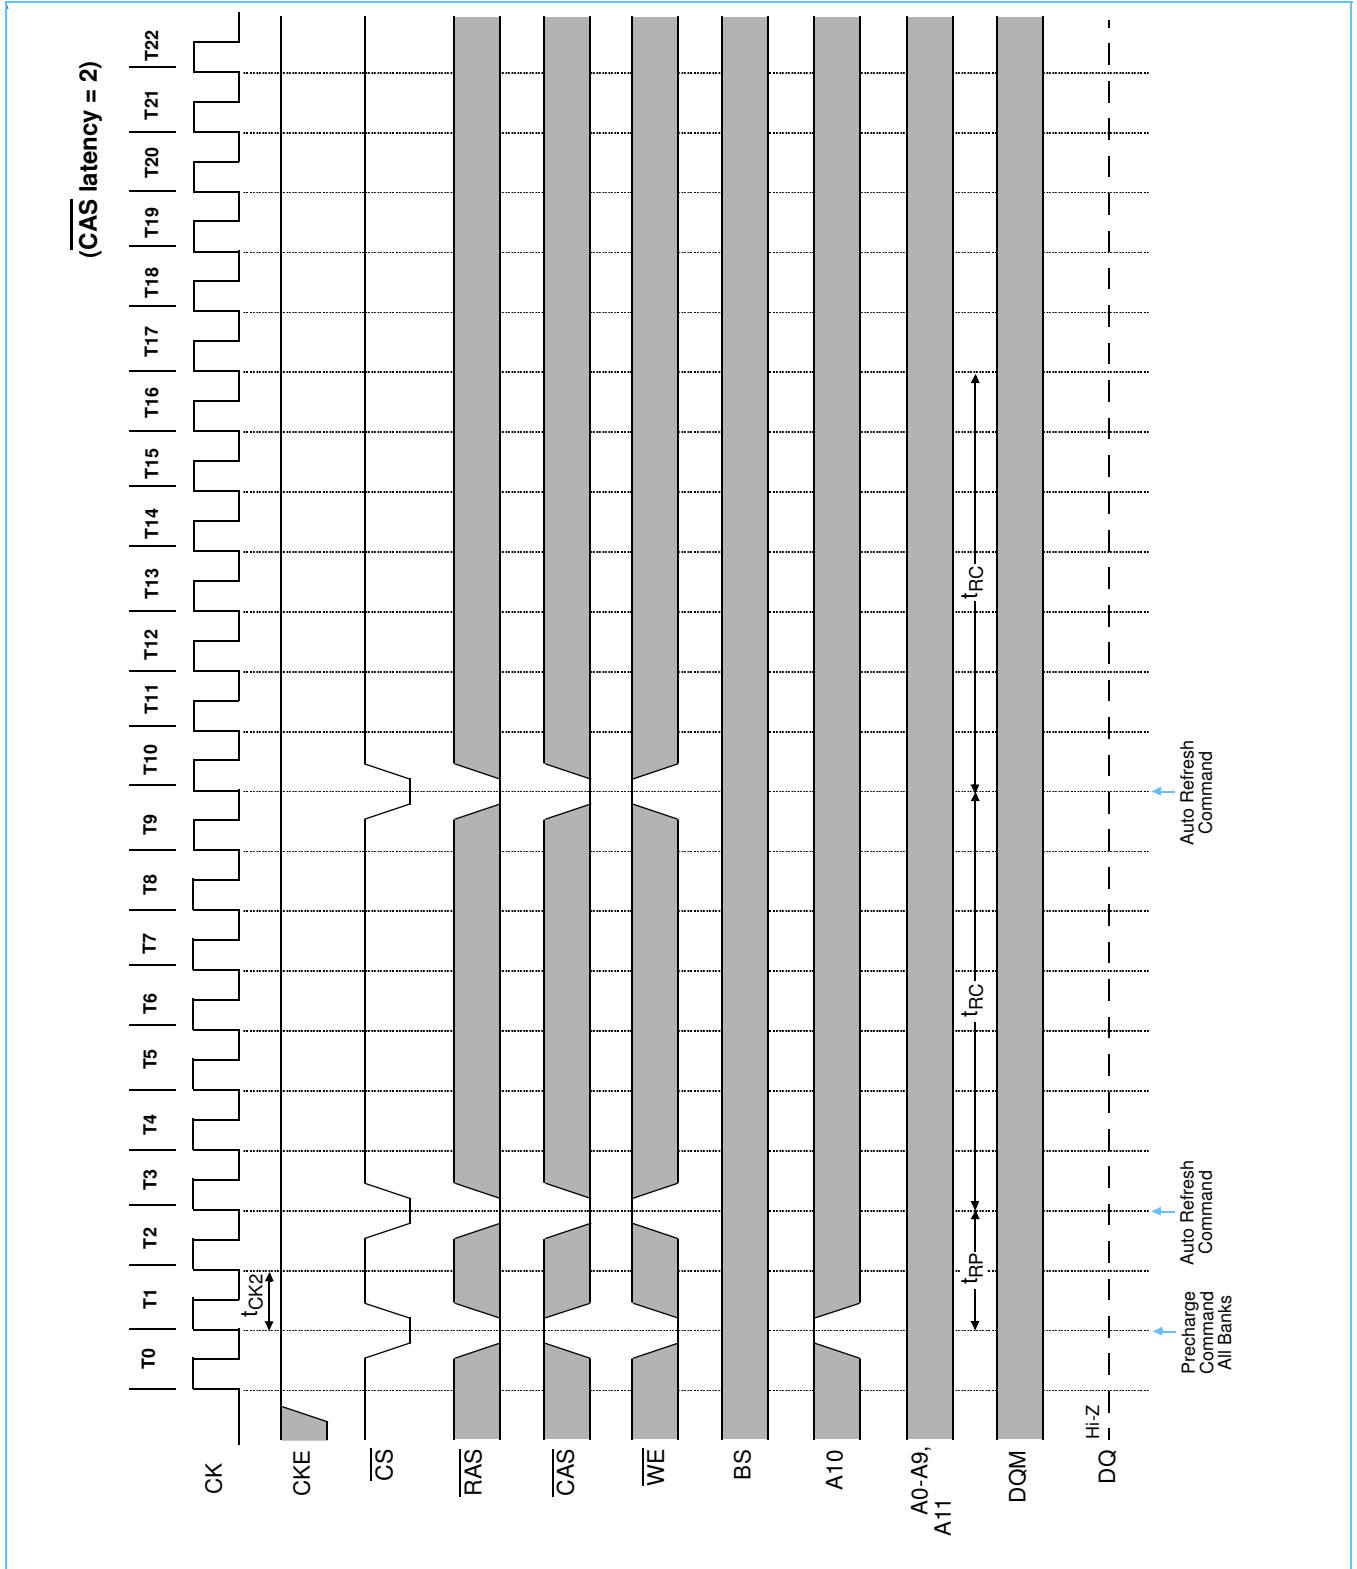 (CAS latency = 2)
T0 T1 T2 T3 T4 T5 T6 T7 T8 T9 T10 T11 T12 T13 T14 T15 T16 T17 T18 T19 T20 T21 T22
CK
tCK2
CKE
CS
RAS
CAS
WE
BS
A10
A0-A9,
A11
tRP
tRC
tRC
DQM
DQ
Hi-Z
Precharge
Command
All Banks
Auto Refresh
Command
Auto Refresh
Command